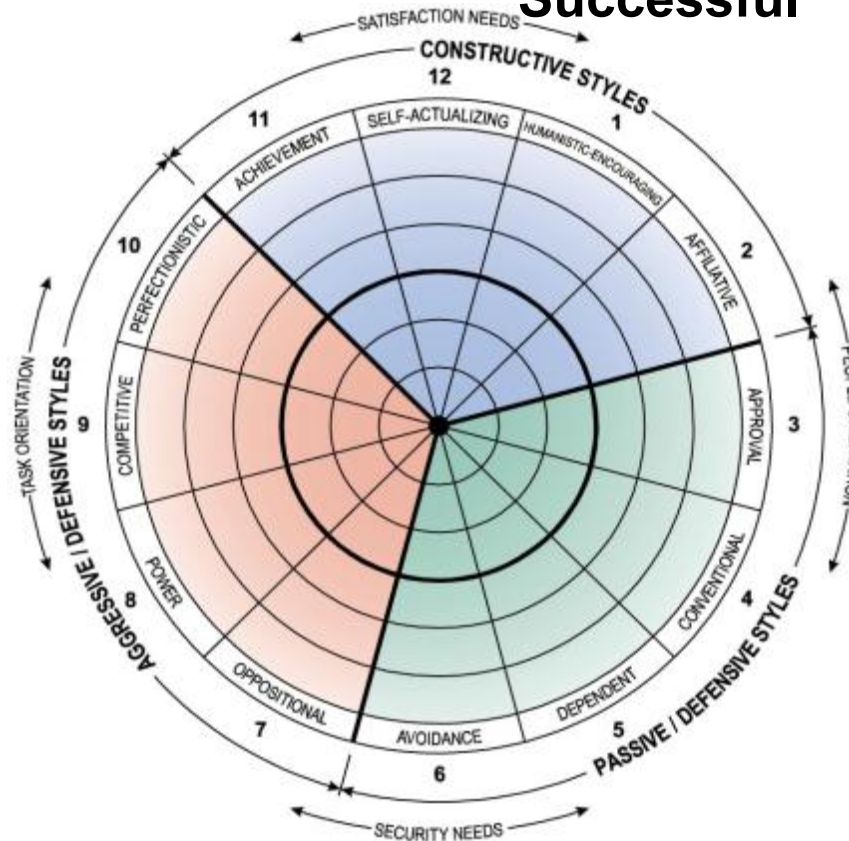 Successful
SATISFACTION NEEDS
CONSTRUCTIVE STYLES
12
11
1
SELF-ACTUALIZING
ACHIEVEMENT
HUMANISTIC-ENCOURAGING
10
2
PERFECTIONISTIC
AFFILIATIVE
TASK ORIENTATION
AGGRESSIVE / DEFENSIVE STYLES
9
COMPETITIVE
APPROVAL
3
8
POWER
CONVENTIONAL
4
OPPOSITIONAL
DEPENDENT
7
AVOIDANCE
5
6
PASSIVE / DEFENSIVE STYLES
SECURITY NEEDS